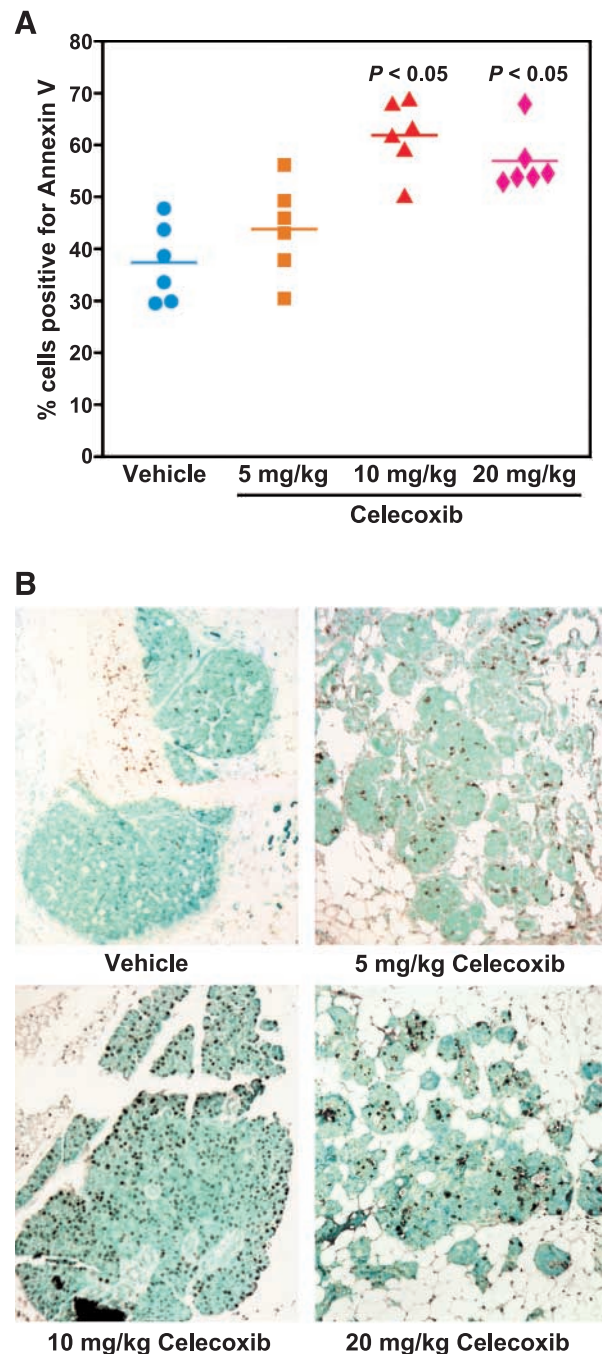 A
% cells positive for Annexin V
80
70
60
50
40
30
20
10
0
P < 0.05
P < 0.05
Vehicle
5 mg/kg
10 mg/kg
20 mg/kg
Celecoxib
B
Vehicle
5 mg/kg Celecoxib
10 mg/kg Celecoxib
20 mg/kg Celecoxib